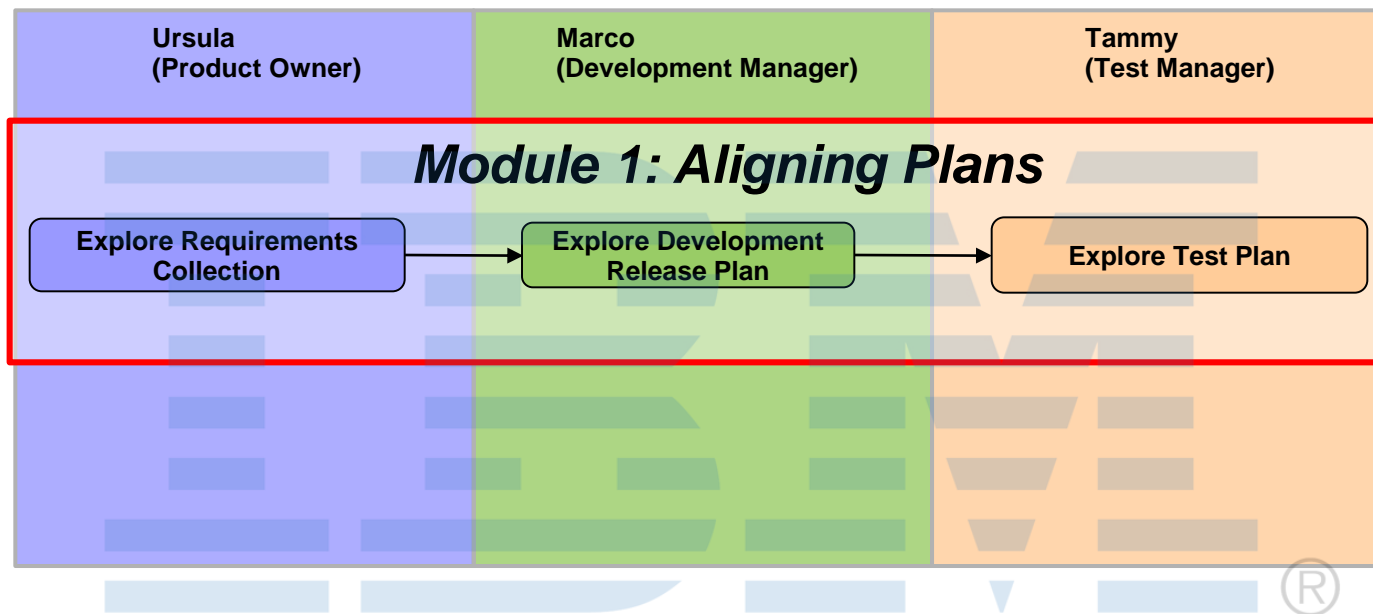 Ursula
(Product Owner)
Marco
(Development Manager)
Tammy
(Test Manager)
Module 1: Aligning Plans
Explore Requirements
Collection
Explore Development
Release Plan
Explore Test Plan
IBM
®